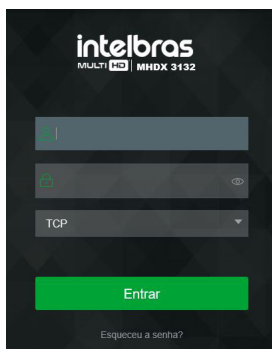 intelbras
MULTI HD MHDX 3132
TCP
Entrar
Esqueceu a senha?